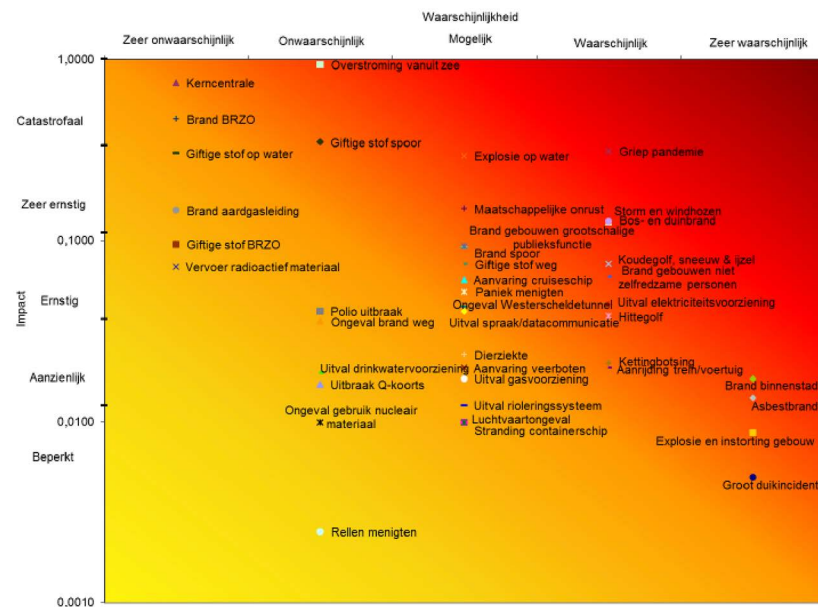 Waarschijnlijkheid
Zeer onwaarschijnlijk
Onwaarschijnlijk
Mogelijk
Waarschijnlijk
Zeer waarschijnlijk
1,0000
Overstroming vanuit zee
Kerncentrale
Catastrofaal
Brand BRZO
Giftige stof spoor
Giftige stof op water
Explosie op water
Griep pandemie
Zeer ernstig
Brand aardgasleiding
Maatschappelijke onrust
Storm en windhozen
Bos- en duinbrand
Brand gebouwen grootschalige
publieksfunctie
0,1000
Giftige stof BRZO
Brand spoor
Vervoer radioactief materiaal
Giftige stof weg
Koudegolf, sneeuw & ijzel
Brand gebouwen niet
zelfredzame personen
Aanvaring cruiseschip
Paniek menigten
Impact
Ernstig
Ongeval Westerscheldetunnel
Uitval elektriciteitsvoorziening
Polio uitbraak
Hittegolf
Ongeval brand weg
Uitval spraak/datacommunicatie
Dierziekte
Kettingbotsing
Uitval drinkwatervoorziening
Aanvaring veerboten
Aanrijding trein/voertuig
Aanzienlijk
Uitbraak Q-koorts
Uitval gasvoorziening
Brand binnenstad
Ongeval gebruik nucleair
materiaal
Uitval rioleringssysteem
Asbestbrand
0,0100
Luchtvaartongeval
Stranding containerschip
Explosie en instorting gebouw
Beperkt
Groot duikincident
Rellen menigten
0,0010